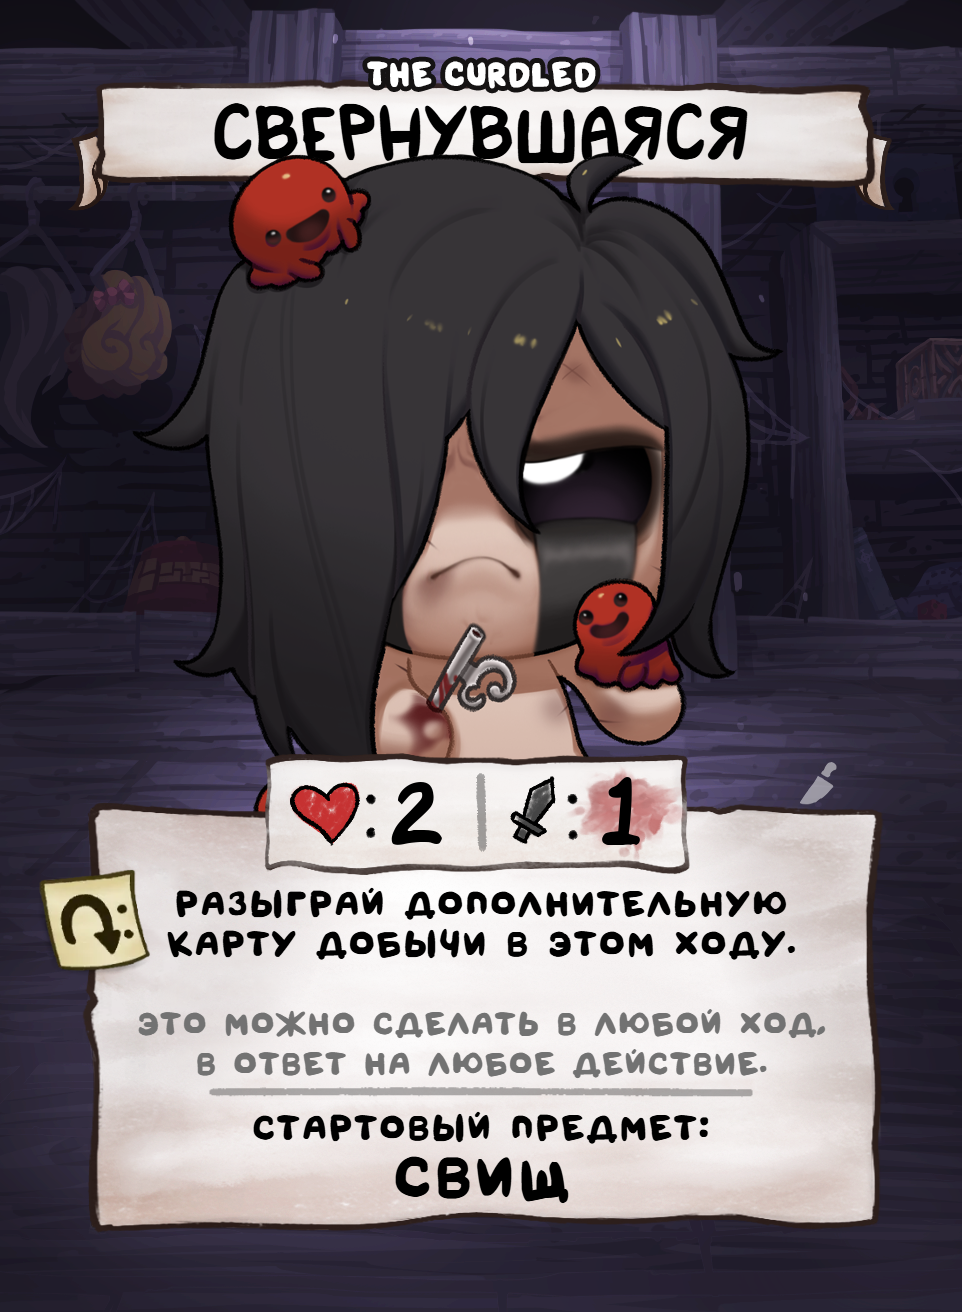 THE CURDLED
СВЕРНУВШАЯСЯ
:2 | :1
РАЗЫГРАЙ ДОПОЛНИТЕЛЬНУЮ
КАРТУ ДОБЫЧИ В ЭТОМ ХОДУ.
ЭТО МОЖНО СДЕЛАТЬ В ЛЮБОЙ ХОД,
В ОТВЕТ НА ЛЮБОЕ ДЕЙСТВИЕ.
СТАРТОВЫЙ ПРЕДМЕТ:
СВИЩ